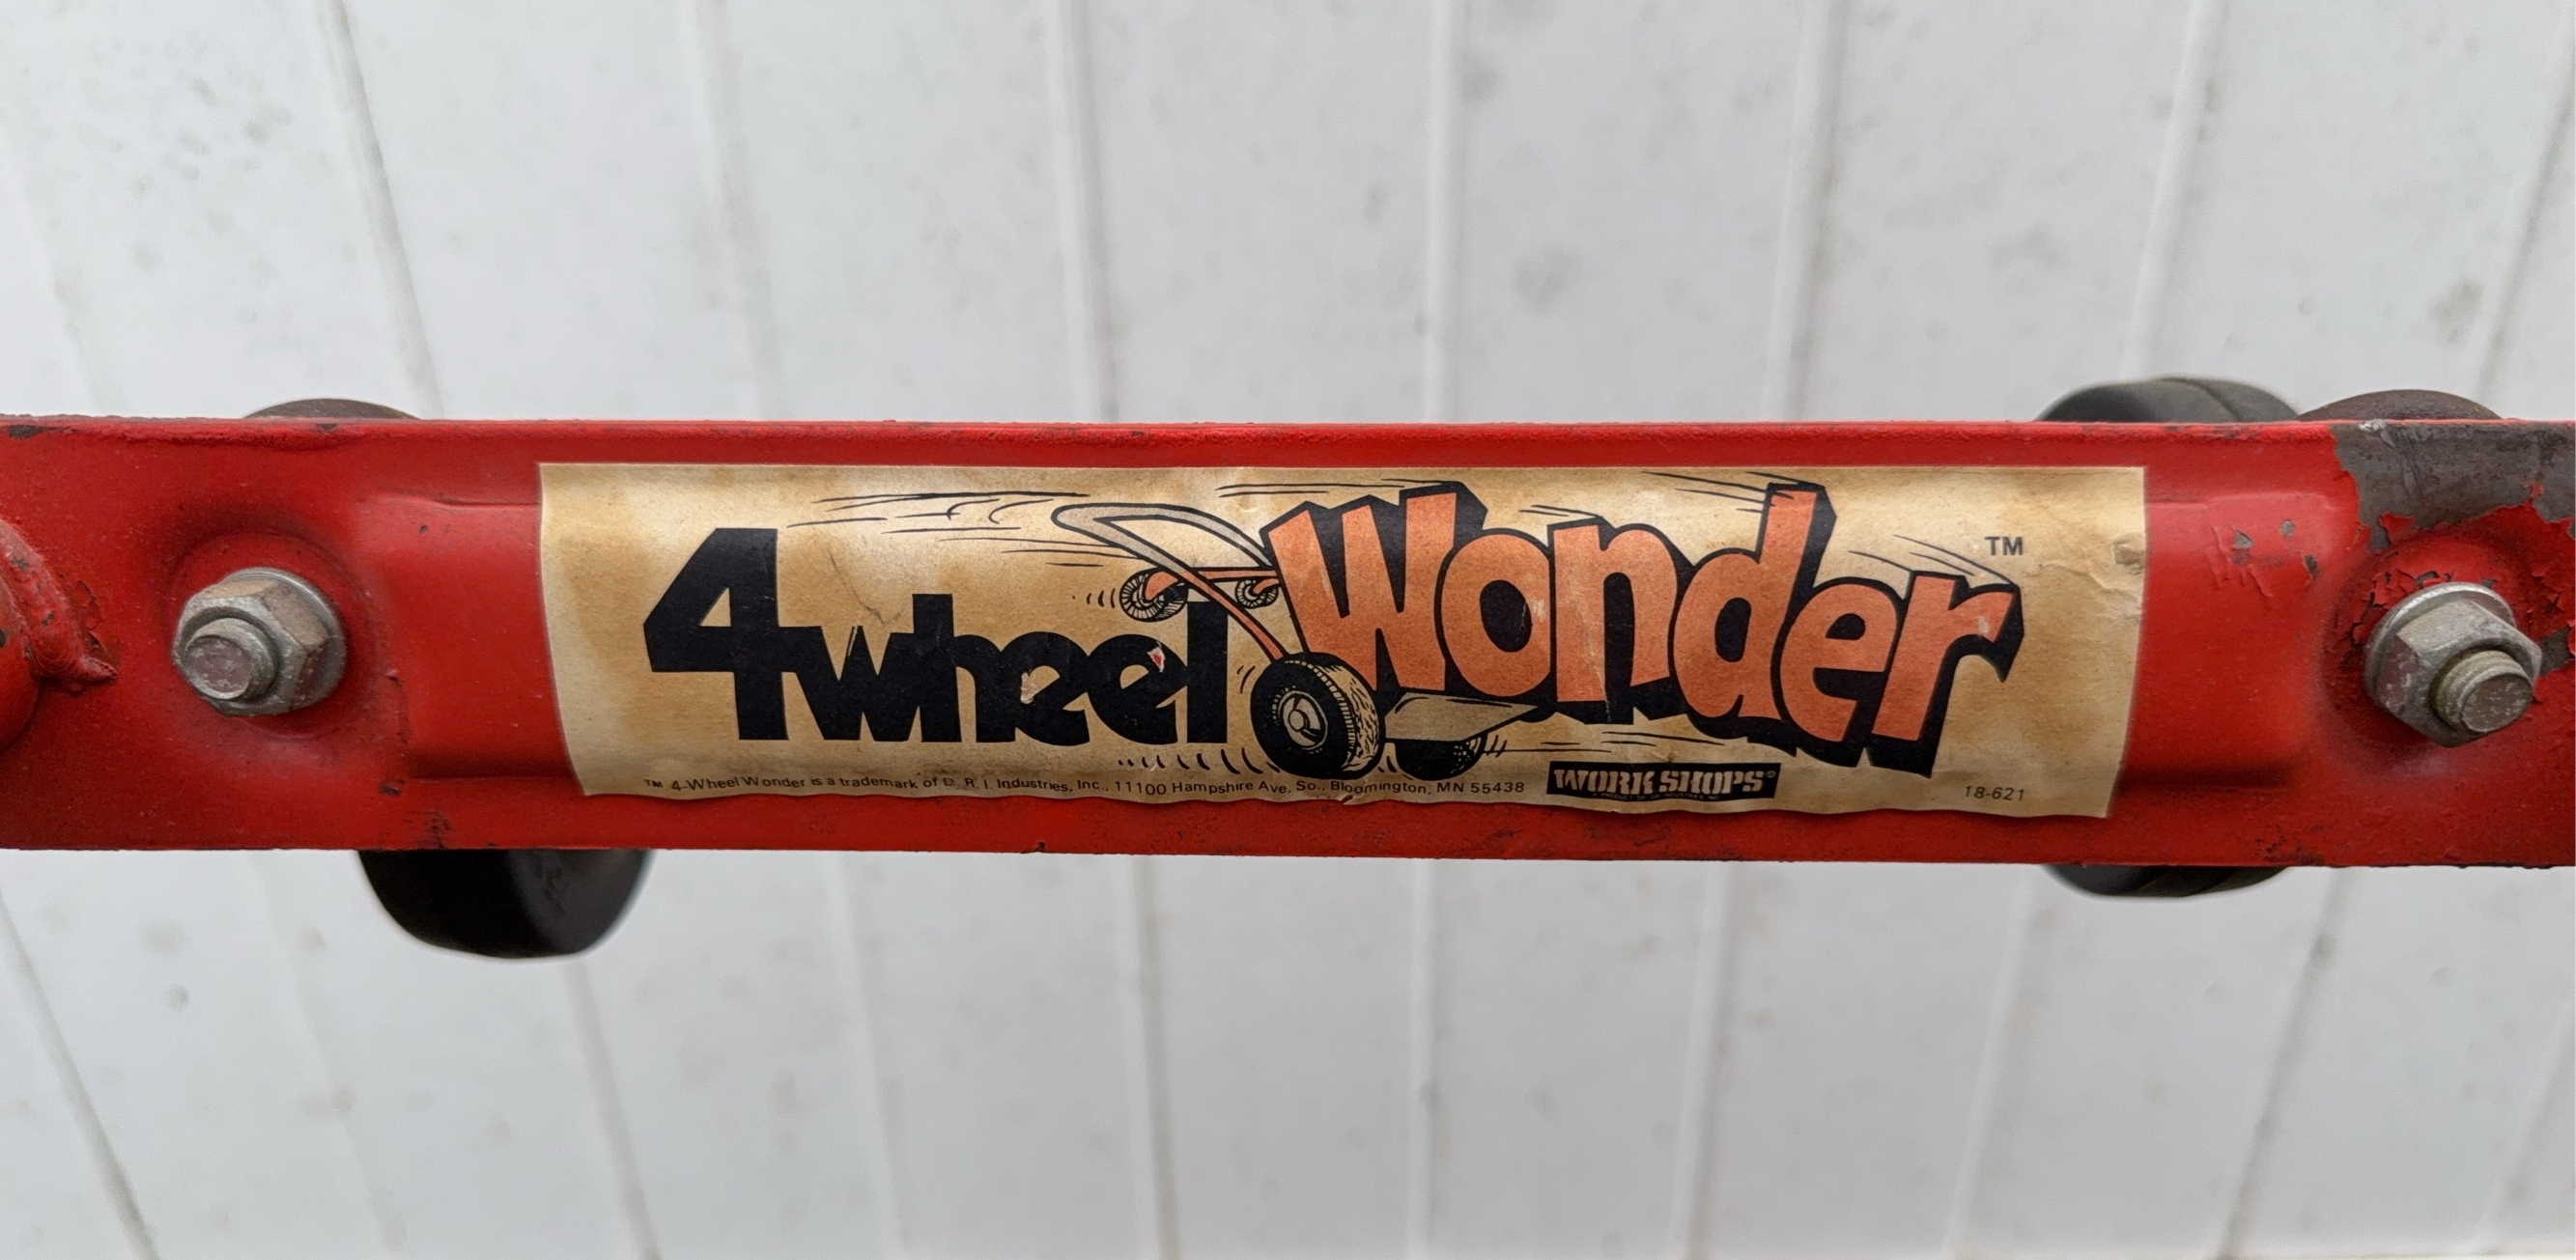 4wheel Wonder™
™ 4-Wheel Wonder is a trademark of D. R. I. Industries, Inc., 11100 Hampshire Ave. So., Bloomington, MN 55438
WORK SHOPS®
18-621